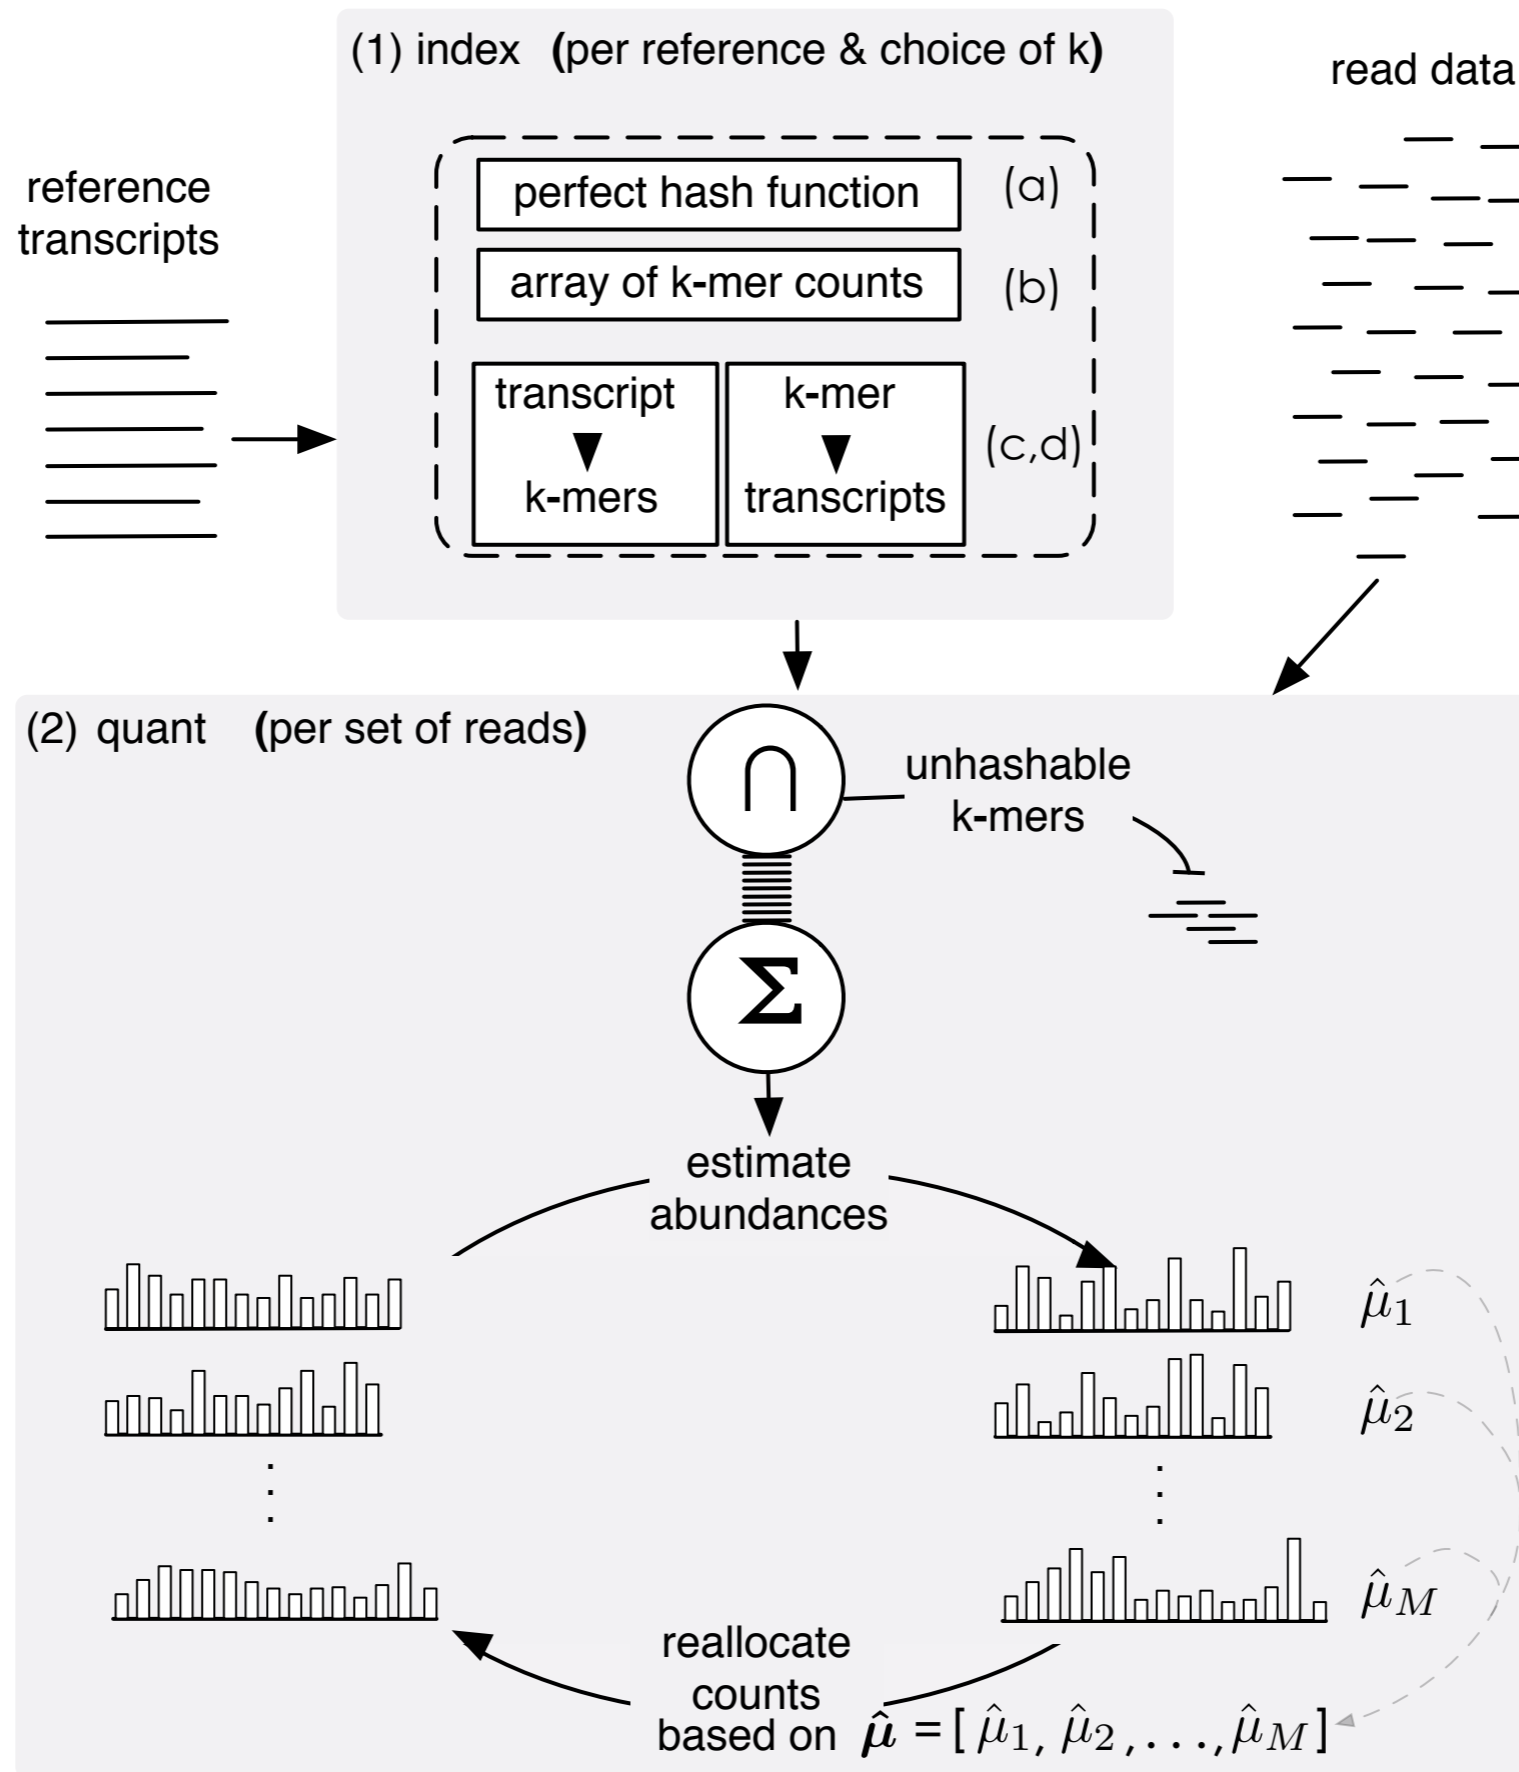 (1) index (per reference & choice of k)
read data
reference
transcripts
perfect hash function
(a)
array of k-mer counts
(b)
transcript
k-mers
k-mer
transcripts
(c,d)
(2) quant (per set of reads)
∩
unhashable
k-mers
Σ
estimate
abundances
μ̂1
μ̂2
μ̂M
reallocate
counts
based on μ̂ = [ μ̂1, μ̂2, ..., μ̂M ]